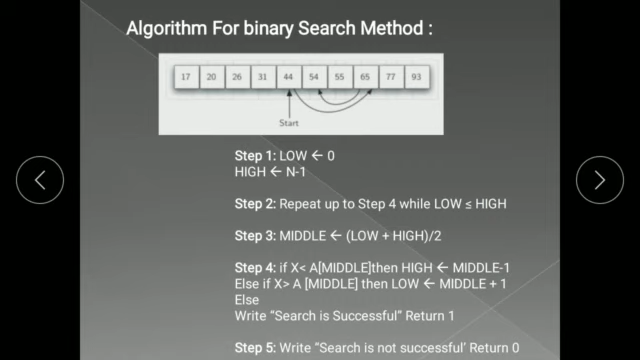 Algorithm For binary Search Method :
17 20 26 31 44 54 55 65 77 93
Start
Step 1: LOW ← 0
HIGH ← N-1
Step 2: Repeat up to Step 4 while LOW ≤ HIGH
Step 3: MIDDLE ← (LOW + HIGH)/2
Step 4: if X< A[MIDDLE]then HIGH ← MIDDLE-1
Else if X> A [MIDDLE] then LOW ← MIDDLE + 1
Else
Write “Search is Successful” Return 1
Step 5: Write “Search is not successful’ Return 0